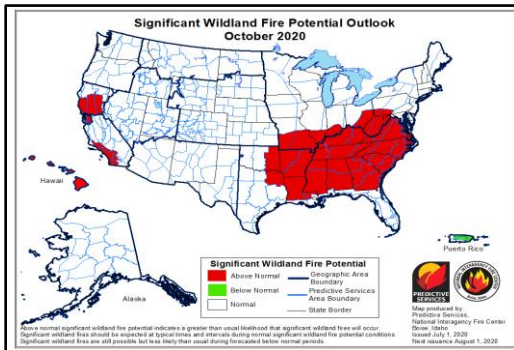 Significant Wildland Fire Potential Outlook
October 2020
Hawaii
Alaska
Puerto Rico
Significant Wildland Fire Potential
Above Normal
Below Normal
Normal
Geographic Area
Boundary
Predictive Services
Area Boundary
State Border
PREDICTIVE
SERVICES
Above normal significant wildland fire potential indicates a greater than usual likelihood that significant wildland fires will occur.
Significant wildland fires should be expected at typical times and intervals during normal significant wildland fire potential conditions.
Significant wildland fires are still possible but less likely than usual during forecasted below normal periods.
Map produced by
Predictive Services,
National Interagency Fire Center
Boise, Idaho
Issued July 1, 2020
Next issuance August 1, 2020